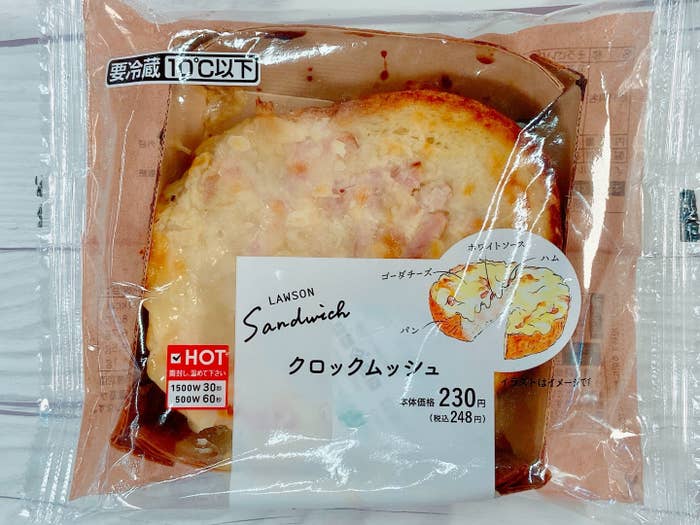 要冷蔵 10℃以下
ホワイトソース
ハム
ゴーダチーズ
パン
LAWSON
Sandwich
クロックムッシュ
イラストはイメージです
HOT
開封し、温めて下さい
1500W 30秒
500W 60秒
本体価格 230円
(税込248円)